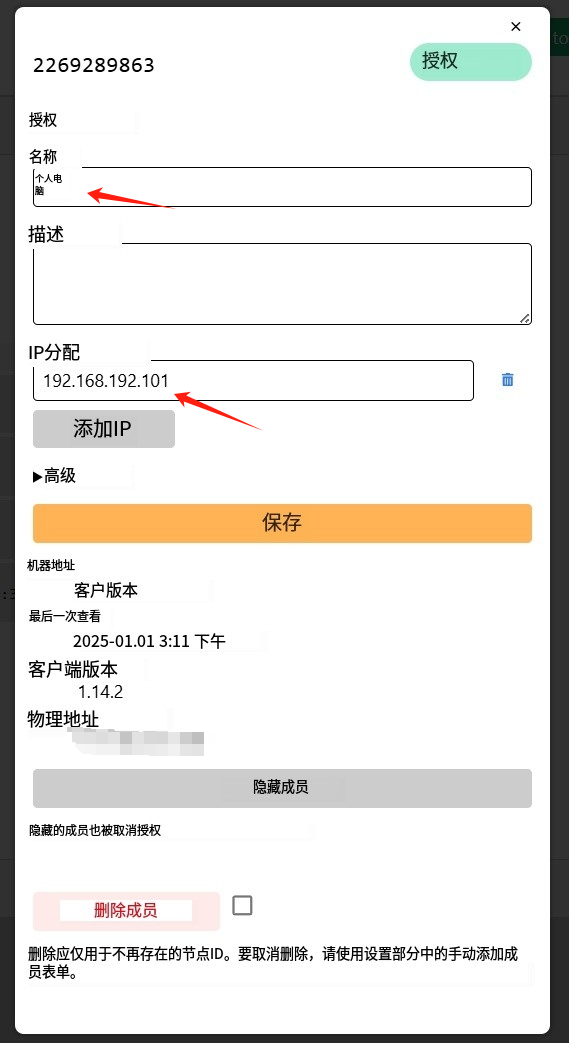 ×
2269289863
授权
授权
名称
个人电
脑
描述
IP分配
192.168.192.101
添加IP
▶高级
保存
机器地址
客户版本
最后一次查看
2025-01.01 3:11 下午
客户端版本
1.14.2
物理地址
隐藏成员
隐藏的成员也被取消授权
删除成员
删除应仅用于不再存在的节点ID。要取消删除，请使用设置部分中的手动添加成
员表单。